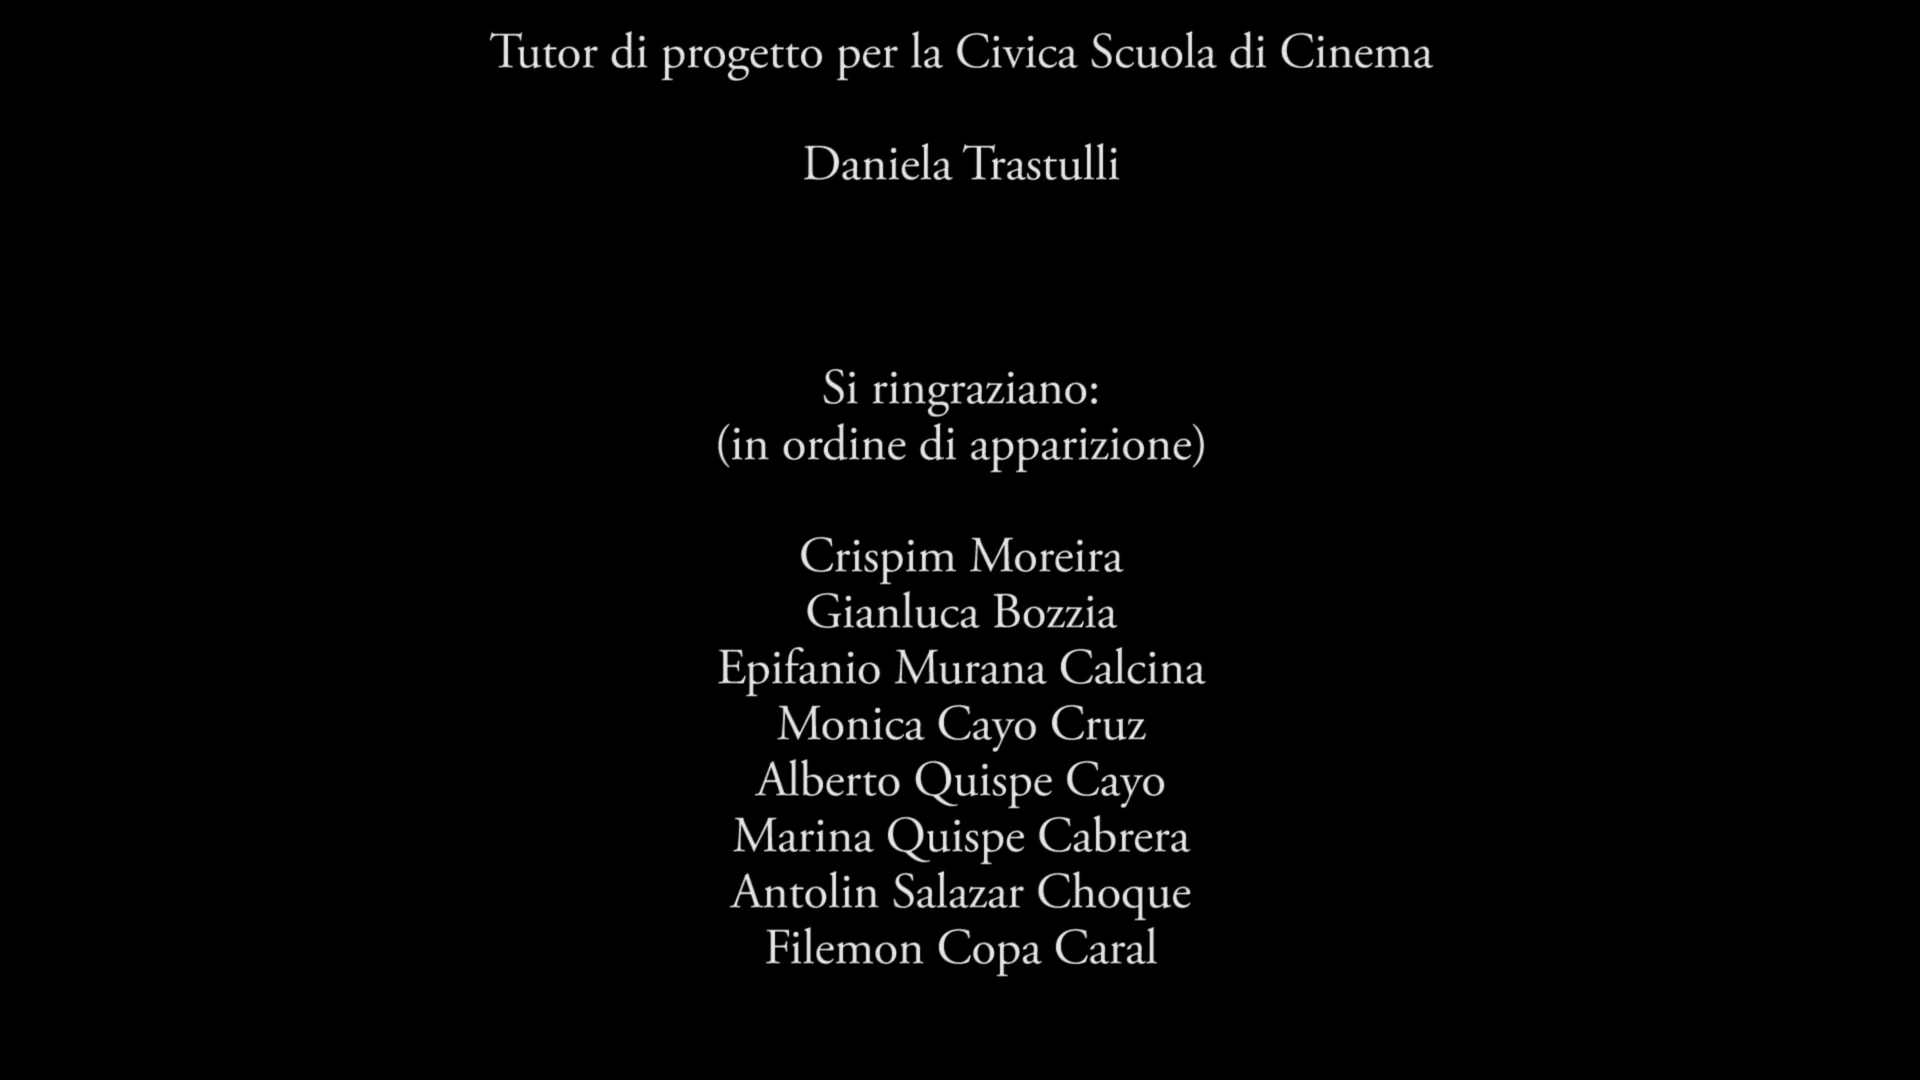 Tutor di progetto per la Civica Scuola di Cinema
Daniela Trastulli
Si ringraziano:
(in ordine di apparizione)
Crispim Moreira
Gianluca Bozzia
Epifanio Murana Calcina
Monica Cayo Cruz
Alberto Quispe Cayo
Marina Quispe Cabrera
Antolin Salazar Choque
Filemon Copa Caral